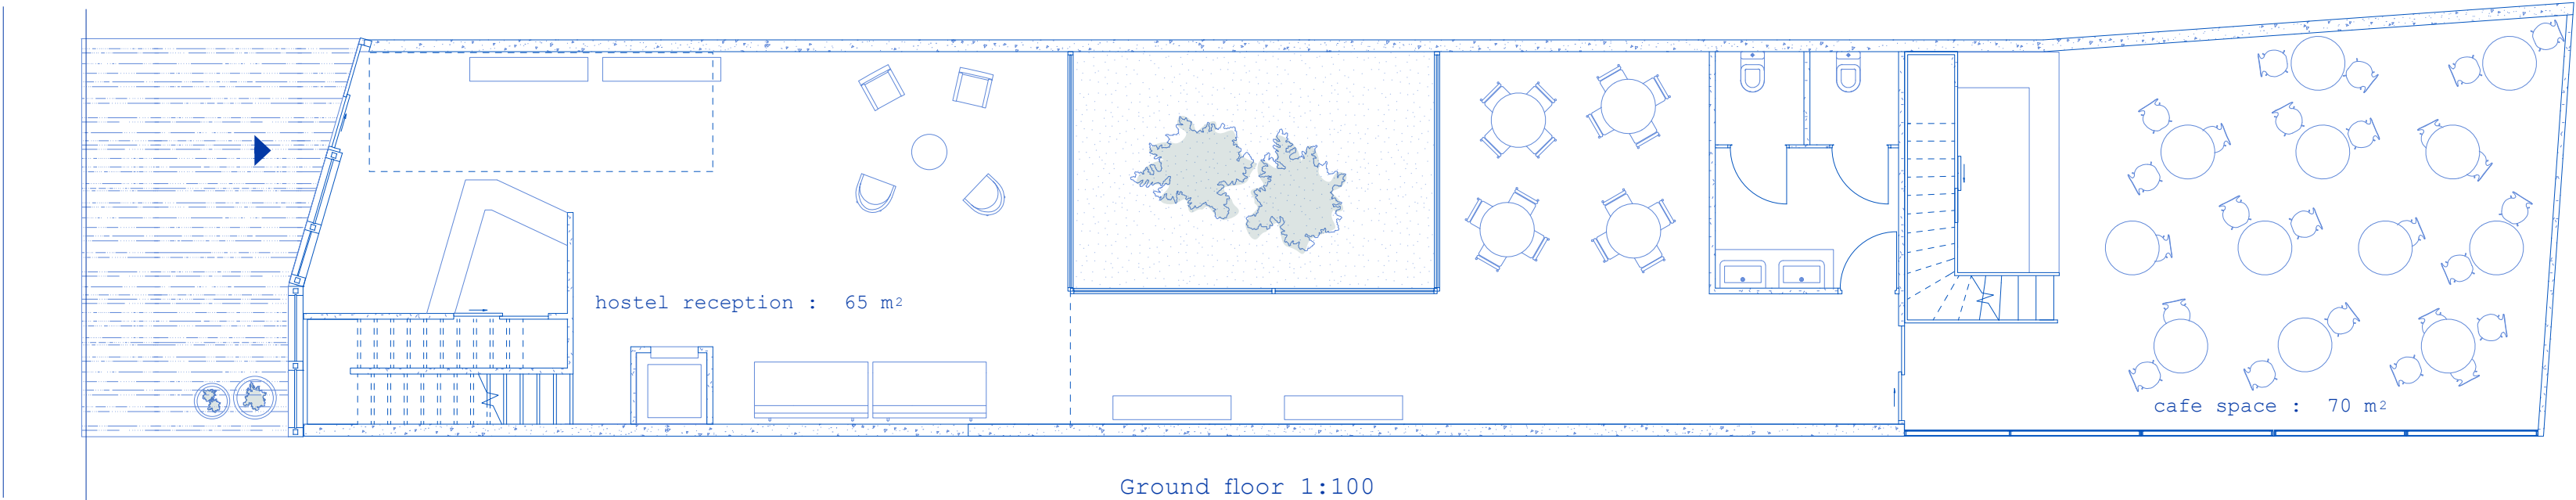 hostel reception :  65 m²
cafe space :  70 m²
Ground floor 1:100